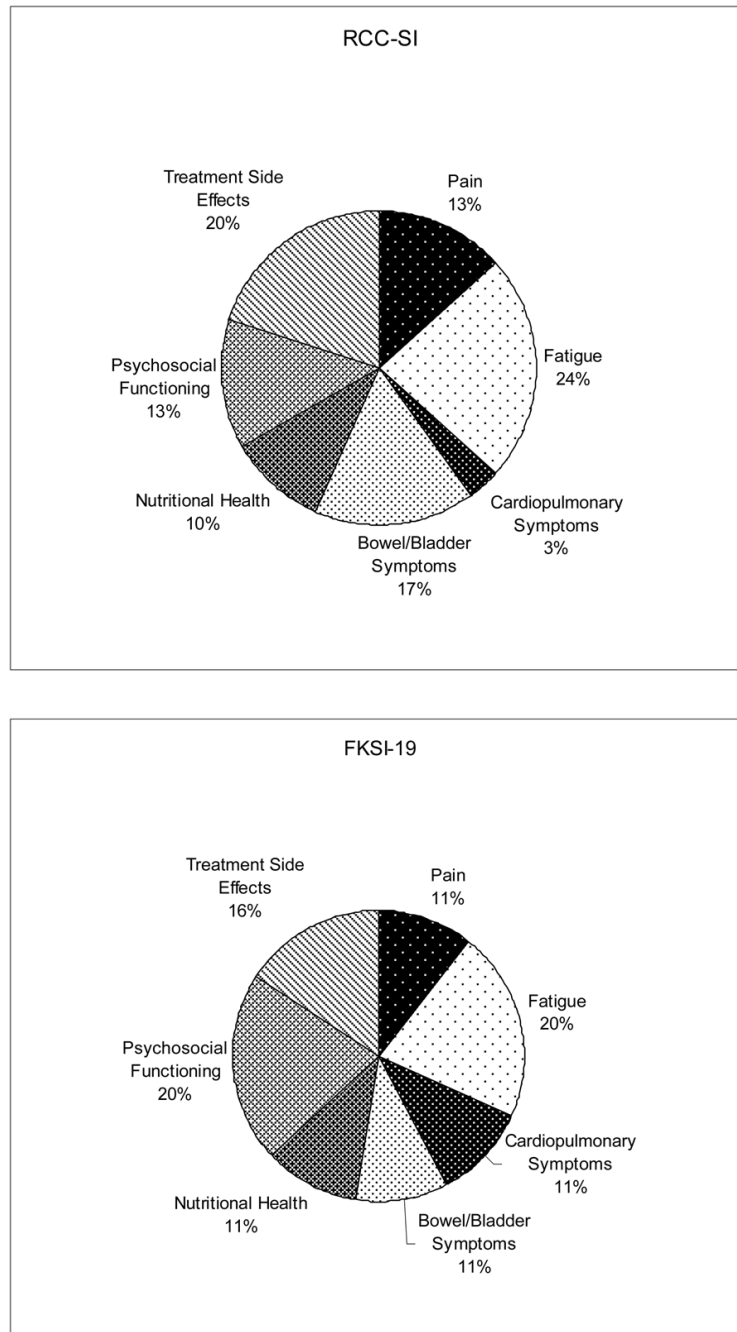 RCC-SI
Treatment Side
Effects
20%
Pain
13%
Fatigue
24%
Psychosocial
Functioning
13%
Nutritional Health
10%
Cardiopulmonary
Symptoms
3%
Bowel/Bladder
Symptoms
17%
FKSI-19
Treatment Side
Effects
16%
Pain
11%
Fatigue
20%
Psychosocial
Functioning
20%
Cardiopulmonary
Symptoms
11%
Nutritional Health
11%
Bowel/Bladder
Symptoms
11%